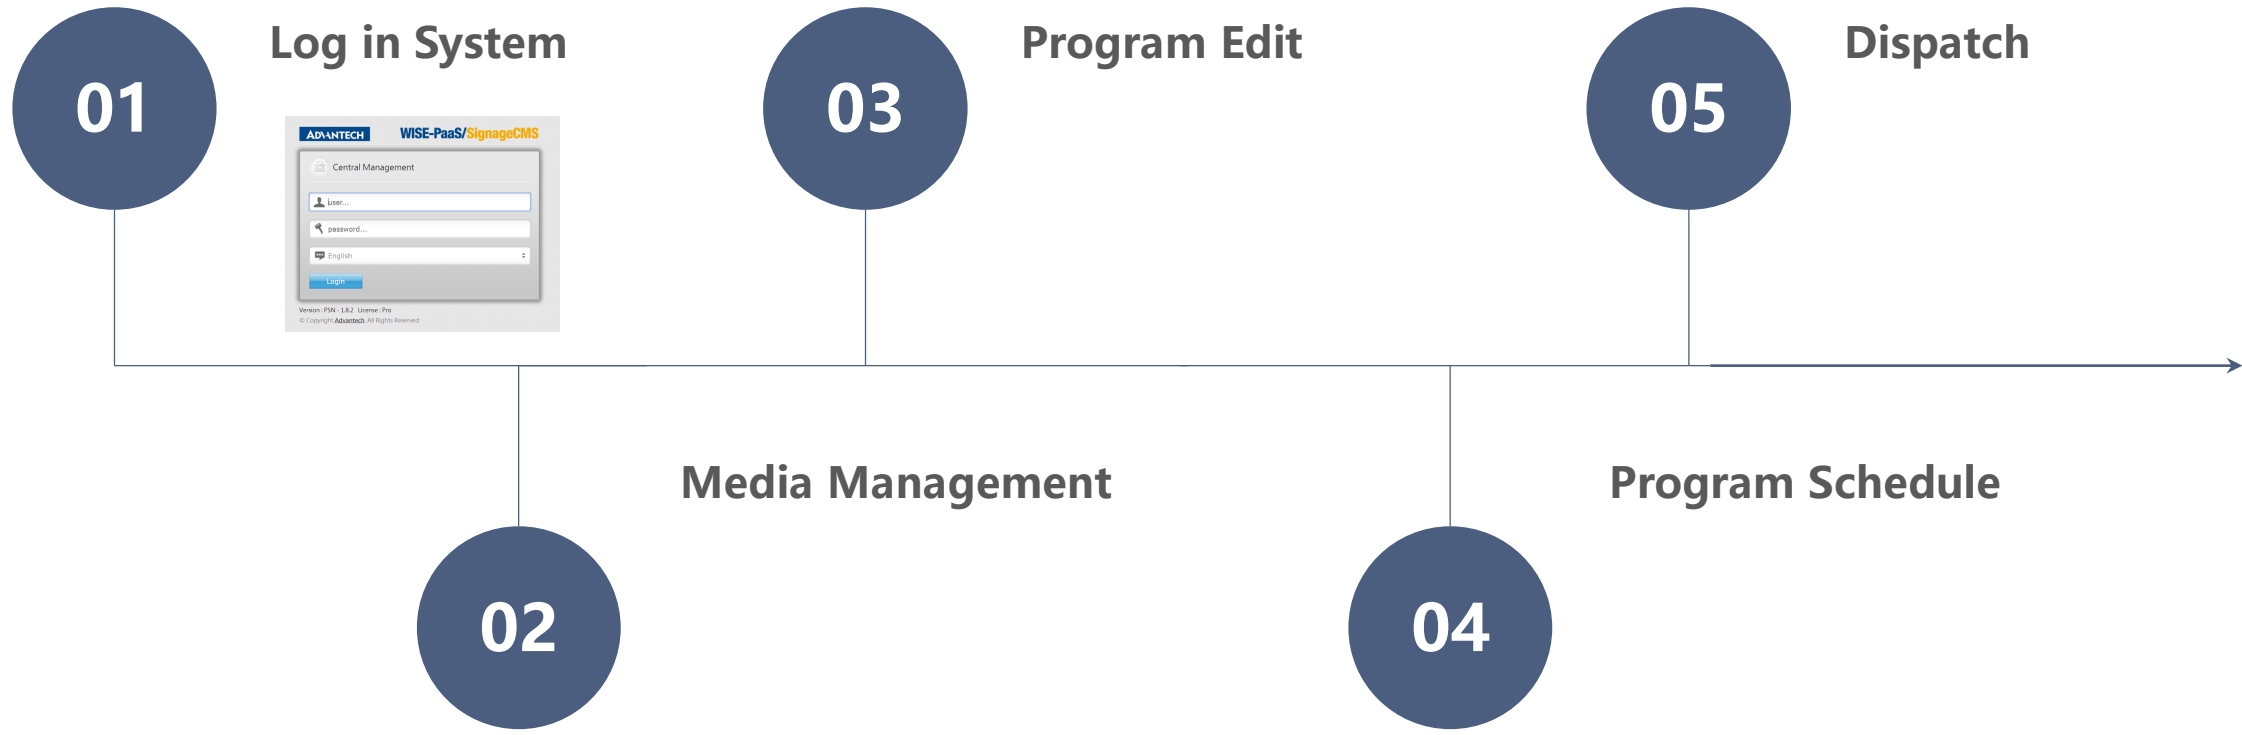 01
Log in System
ADVANTECH
WISE-PaaS/SignageCMS
Central Management
user...
password...
English
Login
Version : PSN - 1.8.2 License : Pro
© Copyright Advantech. All Rights Reserved
02
Media Management
03
Program Edit
04
Program Schedule
05
Dispatch